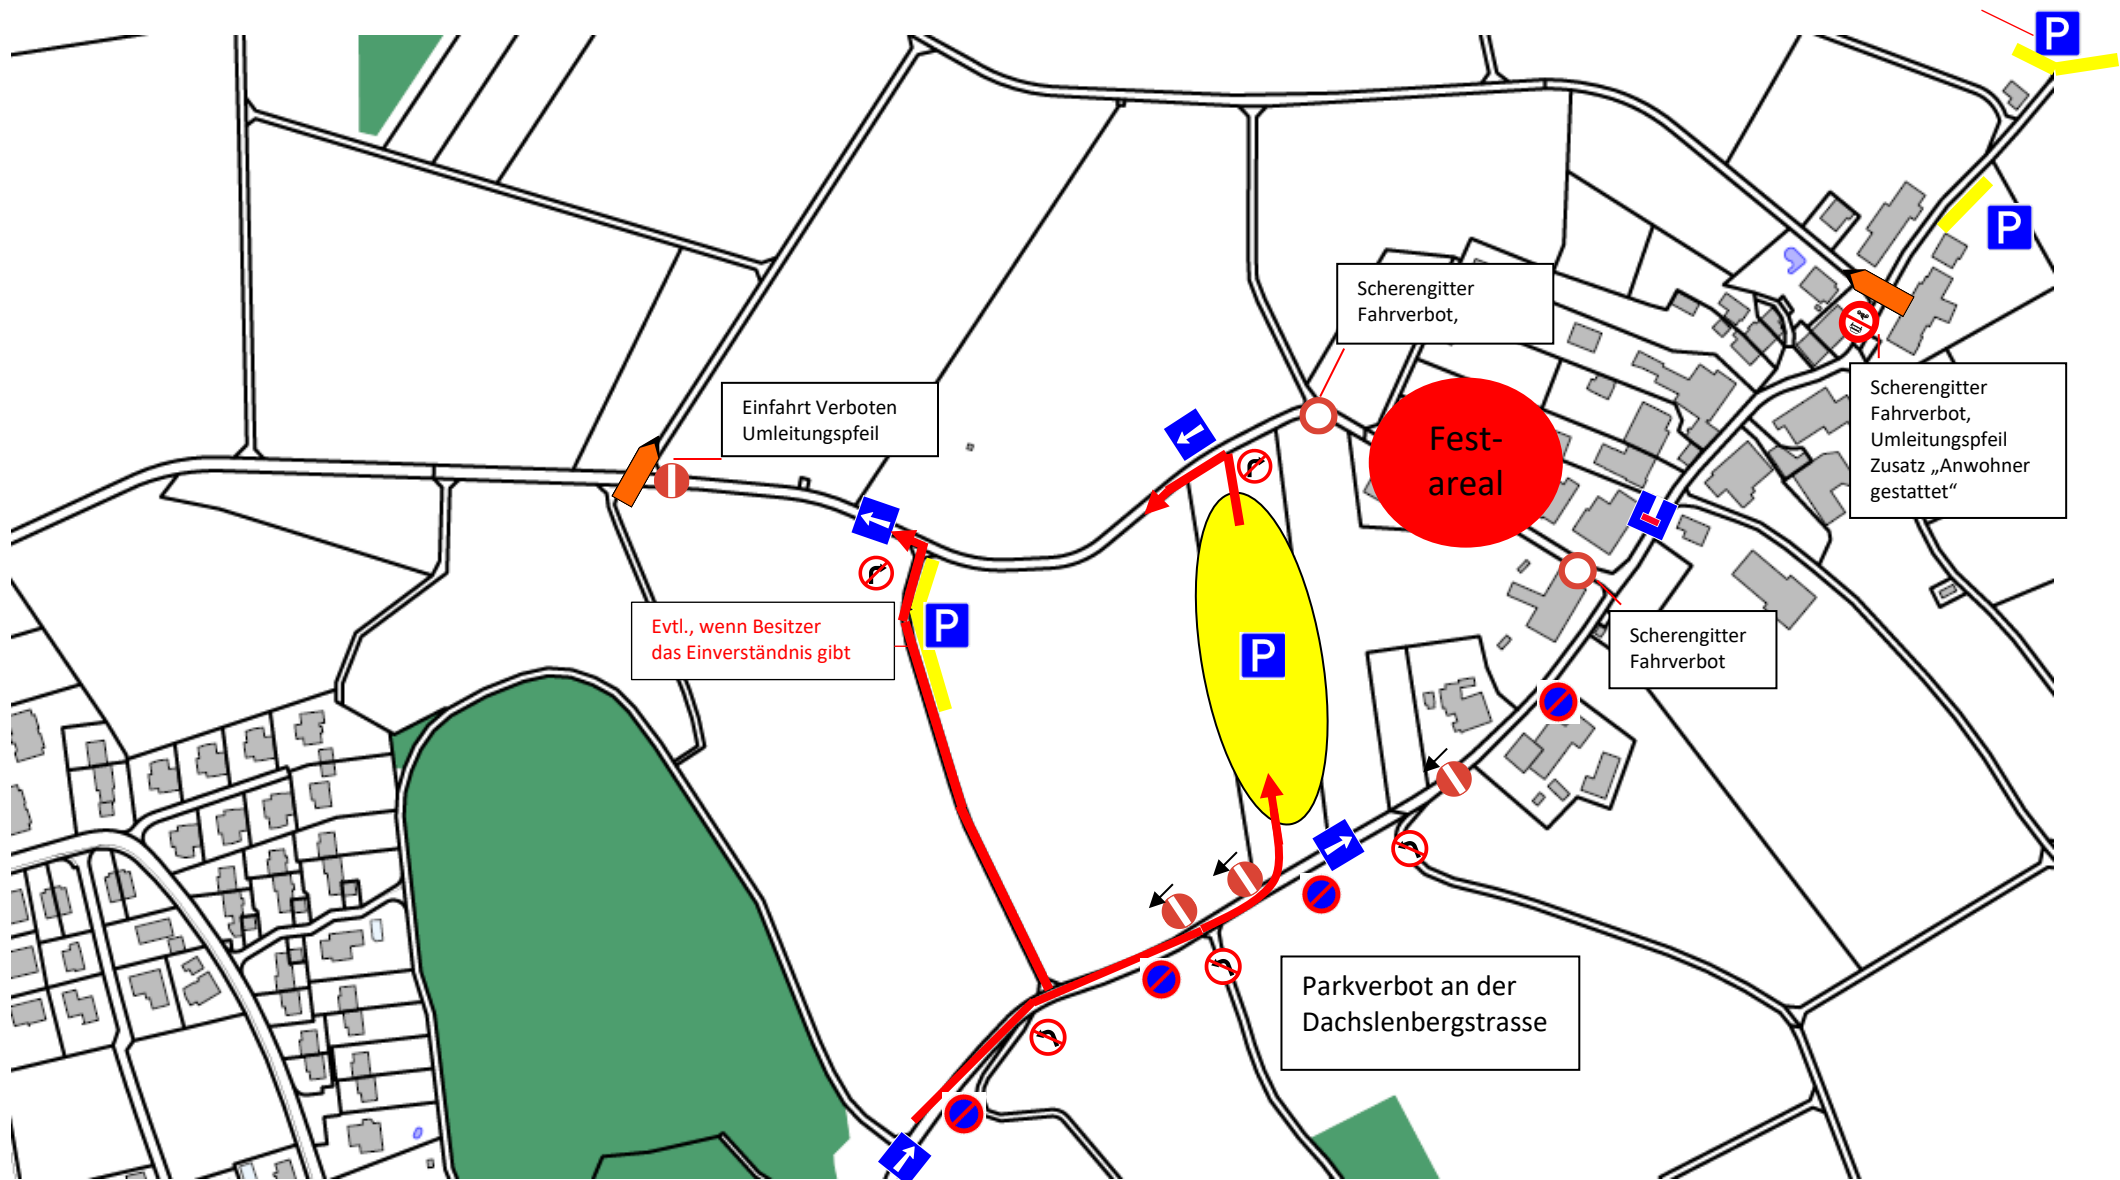 P
P
Scherengitter
Fahrverbot,
Einfahrt Verboten
Umleitungspfeil
Scherengitter
Fahrverbot,
Umleitungspfeil
Zusatz „Anwohner
gestattet“
Fest-
areal
Evtl., wenn Besitzer
das Einverständnis gibt
P
P
Scherengitter
Fahrverbot
Parkverbot an der
Dachslenbergstrasse